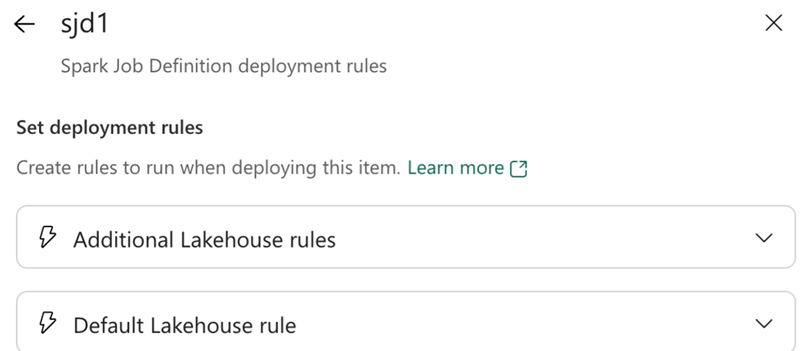 sjd1
Spark Job Definition deployment rules
Set deployment rules
Create rules to run when deploying this item. Learn more
Additional Lakehouse rules
Default Lakehouse rule